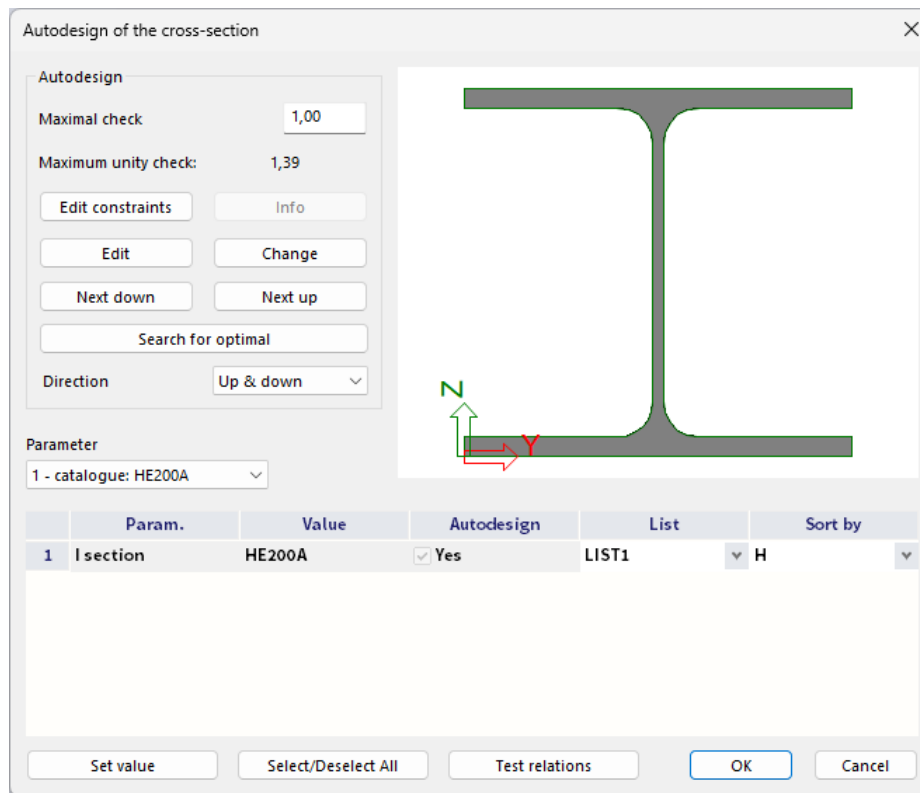 Autodesign of the cross-section
Autodesign
Maximal check 1,00
Maximum unity check: 1,39
Edit constraints Info
Edit Change
Next down Next up
Search for optimal
Direction Up & down
Z
Y
Parameter
1 - catalogue: HE200A
Param. Value Autodesign List Sort by
1 I section HE200A Yes LIST1 H
Set value Select/Deselect All Test relations OK Cancel